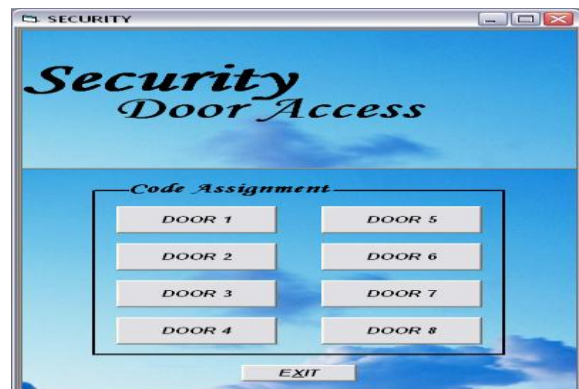 SECURITY
Security
Door Access
Code Assignment
DOOR 1
DOOR 5
DOOR 2
DOOR 6
DOOR 3
DOOR 7
DOOR 4
DOOR 8
EXIT